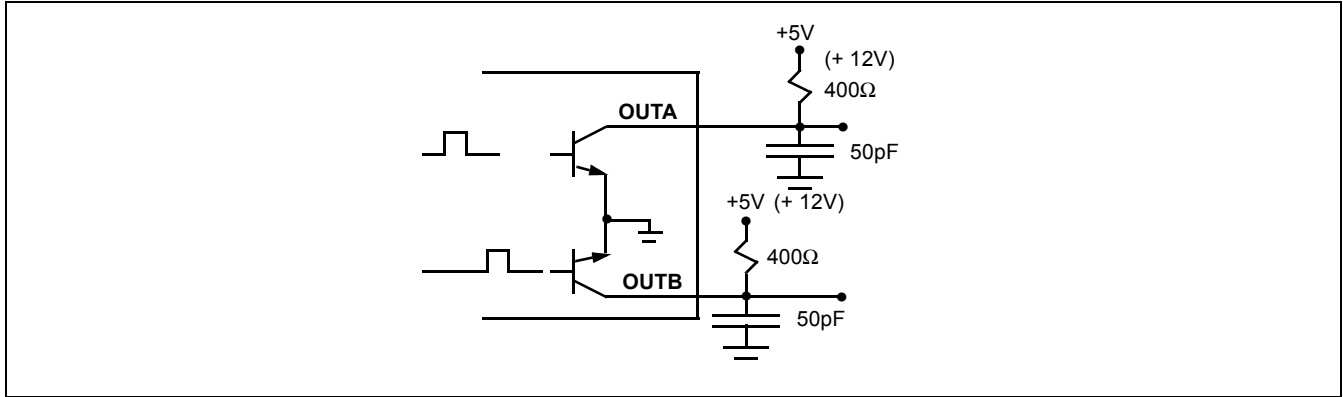 +5V
(+ 12V)
400Ω
OUTA
50pF
+5V (+ 12V)
400Ω
OUTB
50pF